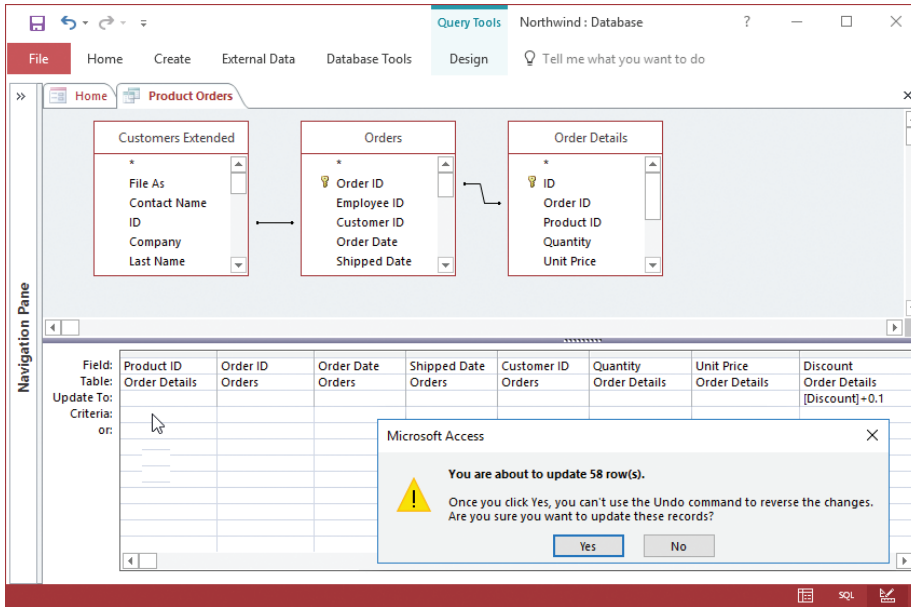 Query Tools Northwind : Database ?
File Home Create External Data Database Tools Design Tell me what you want to do
» Home Product Orders
Navigation Pane
Customers Extended
*
File As
Contact Name
ID
Company
Last Name
Orders
*
Order ID
Employee ID
Customer ID
Order Date
Shipped Date
Order Details
*
ID
Order ID
Product ID
Quantity
Unit Price
Field: Product ID Order ID Order Date Shipped Date Customer ID Quantity Unit Price Discount
Table: Order Details Orders Orders Orders Orders Order Details Order Details Order Details
Update To: [Discount]+0.1
Criteria:
or:
Microsoft Access
You are about to update 58 row(s).
Once you click Yes, you can't use the Undo command to reverse the changes.
Are you sure you want to update these records?
Yes No
SQL